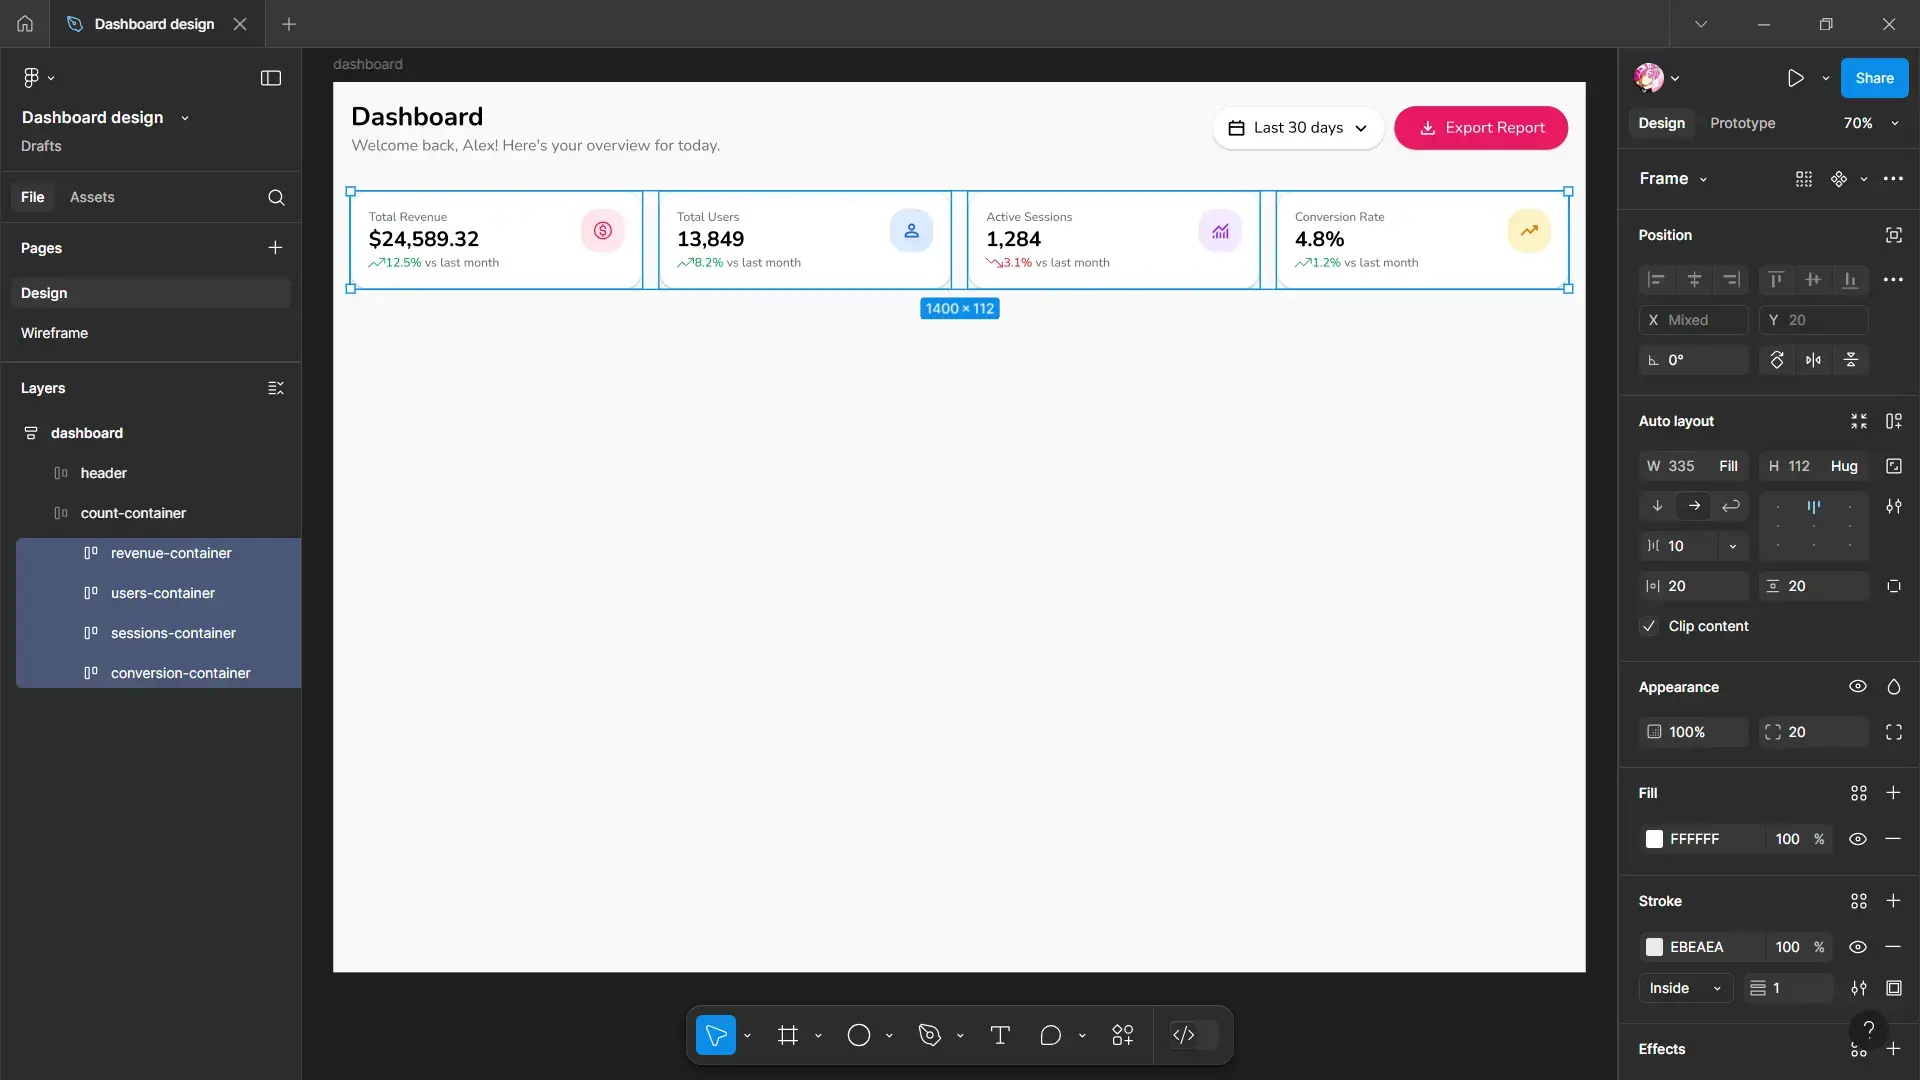 Dashboard design
Dashboard design
Drafts
File
Assets
Pages
Design
Wireframe
Layers
dashboard
header
count-container
revenue-container
users-container
sessions-container
conversion-container
dashboard
Dashboard
Welcome back, Alex! Here's your overview for today.
Last 30 days
Export Report
Total Revenue
$24,589.32
12.5% vs last month
Total Users
13,849
8.2% vs last month
Active Sessions
1,284
3.1% vs last month
Conversion Rate
4.8%
1.2% vs last month
1400 × 112
Share
Design
Prototype
70%
Frame
Position
X Mixed
Y 20
0°
Auto layout
W 335 Fill
H 112 Hug
10
20
20
Clip content
Appearance
100%
20
Fill
FFFFFF 100 %
Stroke
EBEAEA 100 %
Inside
1
Effects
?